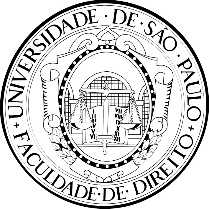 UNIVERSIDADE · DE · SÃO · PAULO
FACULDADE · DE · DIREITO